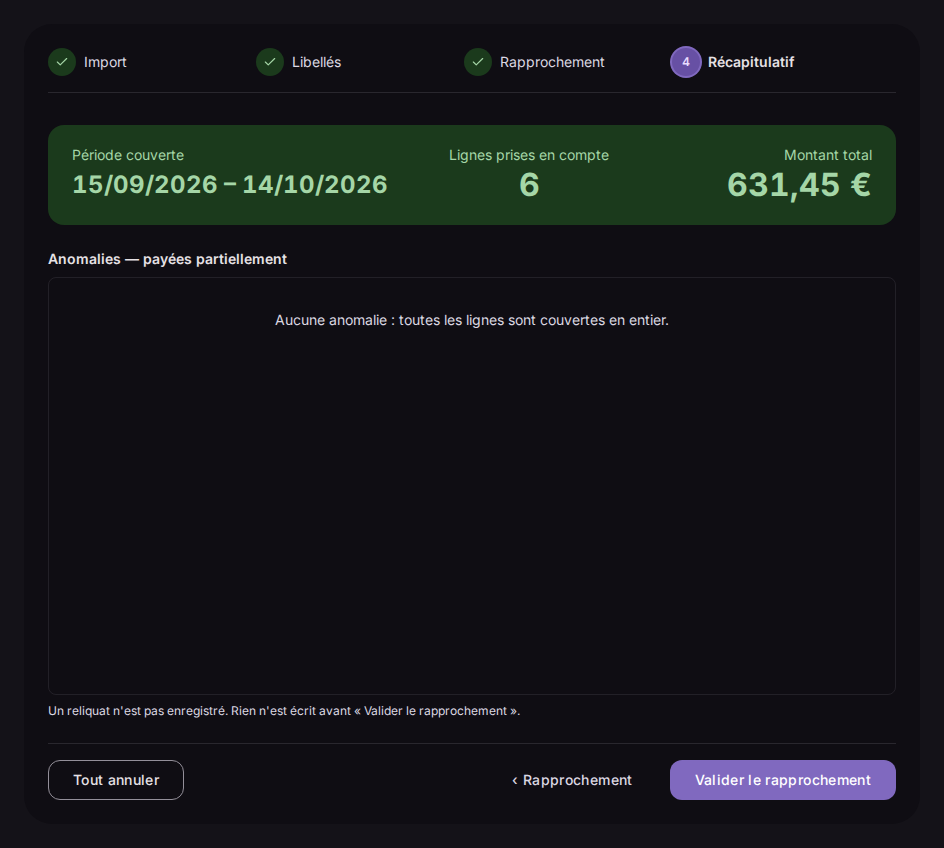 Import
Libellés
Rapprochement
4 Récapitulatif
Période couverte
15/09/2026 – 14/10/2026
Lignes prises en compte
6
Montant total
631,45 €
Anomalies — payées partiellement
Aucune anomalie : toutes les lignes sont couvertes en entier.
Un reliquat n'est pas enregistré. Rien n'est écrit avant « Valider le rapprochement ».
Tout annuler
‹ Rapprochement
Valider le rapprochement